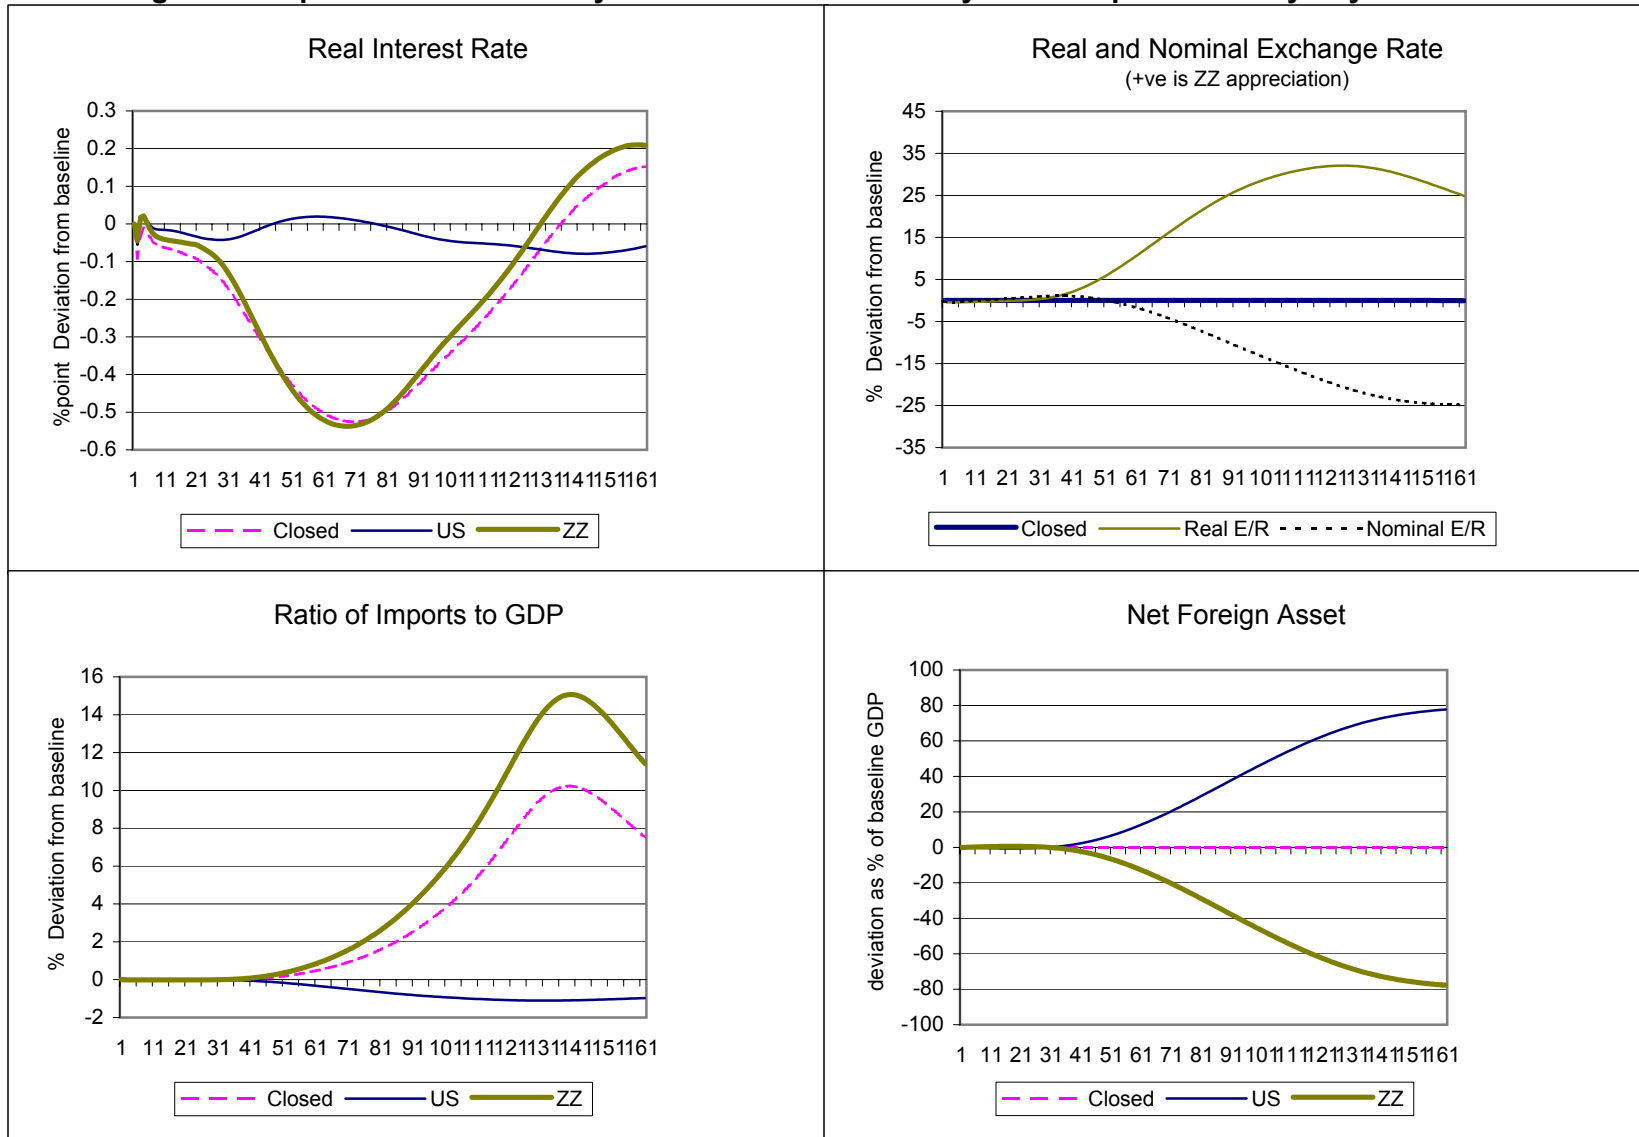 Real Interest Rate
%point Deviation from baseline
0.3
0.2
0.1
0
-0.1
-0.2
-0.3
-0.4
-0.5
-0.6
1 11 21 31 41 51 61 71 81 91 101 111 121 131 141 151 161
Closed US ZZ
Real and Nominal Exchange Rate
(+ve is ZZ appreciation)
% Deviation from baseline
45
35
25
15
5
-5
-15
-25
-35
1 11 21 31 41 51 61 71 81 91 101 111 121 131 141 151 161
Closed Real E/R Nominal E/R
Ratio of Imports to GDP
% Deviation from baseline
16
14
12
10
8
6
4
2
0
-2
1 11 21 31 41 51 61 71 81 91 101 111 121 131 141 151 161
Closed US ZZ
Net Foreign Asset
deviation as % of baseline GDP
100
80
60
40
20
0
-20
-40
-60
-80
-100
1 11 21 31 41 51 61 71 81 91 101 111 121 131 141 151 161
Closed US ZZ